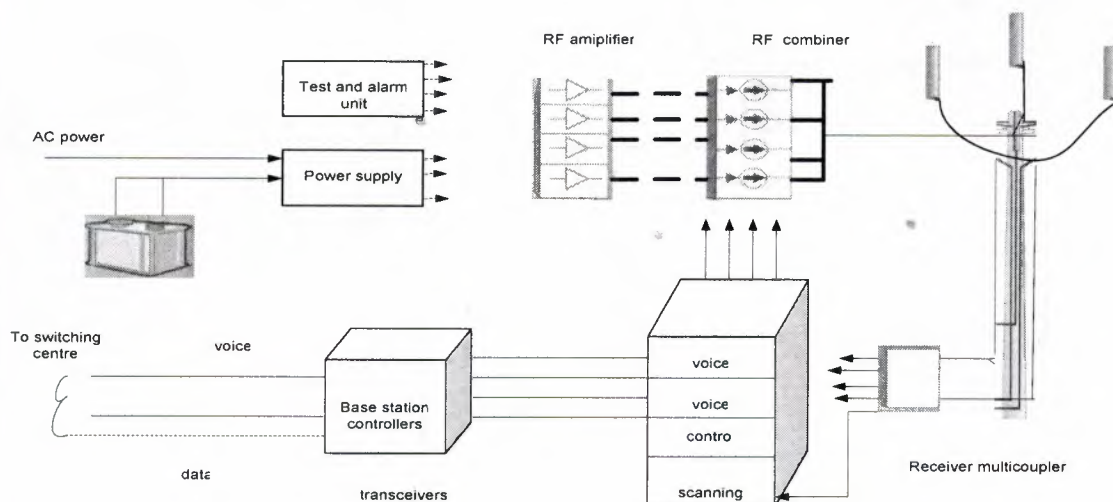 RF amiplifier
RF combiner
Test and alarm
unit
AC power
Power supply
To switching
centre
voice
voice
Base station
controllers
voice
contro
data
transceivers
scanning
Receiver multicoupler